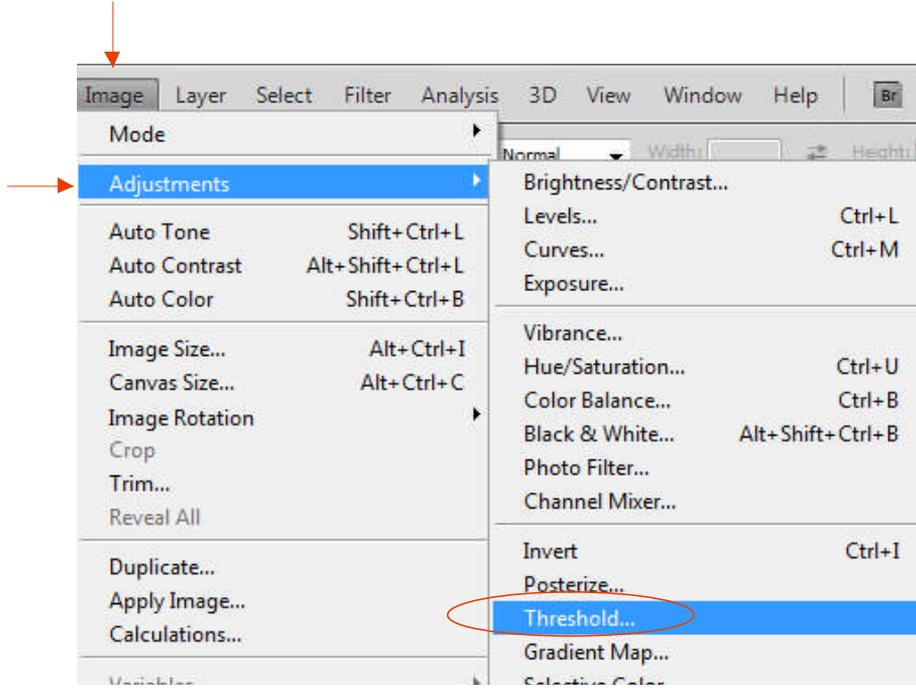 Image Layer Select Filter Analysis 3D View Window Help Br
Mode
Normal Width: Height:
Adjustments
Auto Tone Shift+Ctrl+L
Auto Contrast Alt+Shift+Ctrl+L
Auto Color Shift+Ctrl+B
Image Size... Alt+Ctrl+I
Canvas Size... Alt+Ctrl+C
Image Rotation
Crop
Trim...
Reveal All
Duplicate...
Apply Image...
Calculations...
Variables
Brightness/Contrast...
Levels... Ctrl+L
Curves... Ctrl+M
Exposure...
Vibrance...
Hue/Saturation... Ctrl+U
Color Balance... Ctrl+B
Black & White... Alt+Shift+Ctrl+B
Photo Filter...
Channel Mixer...
Invert Ctrl+I
Posterize...
Threshold...
Gradient Map...
Selective Color